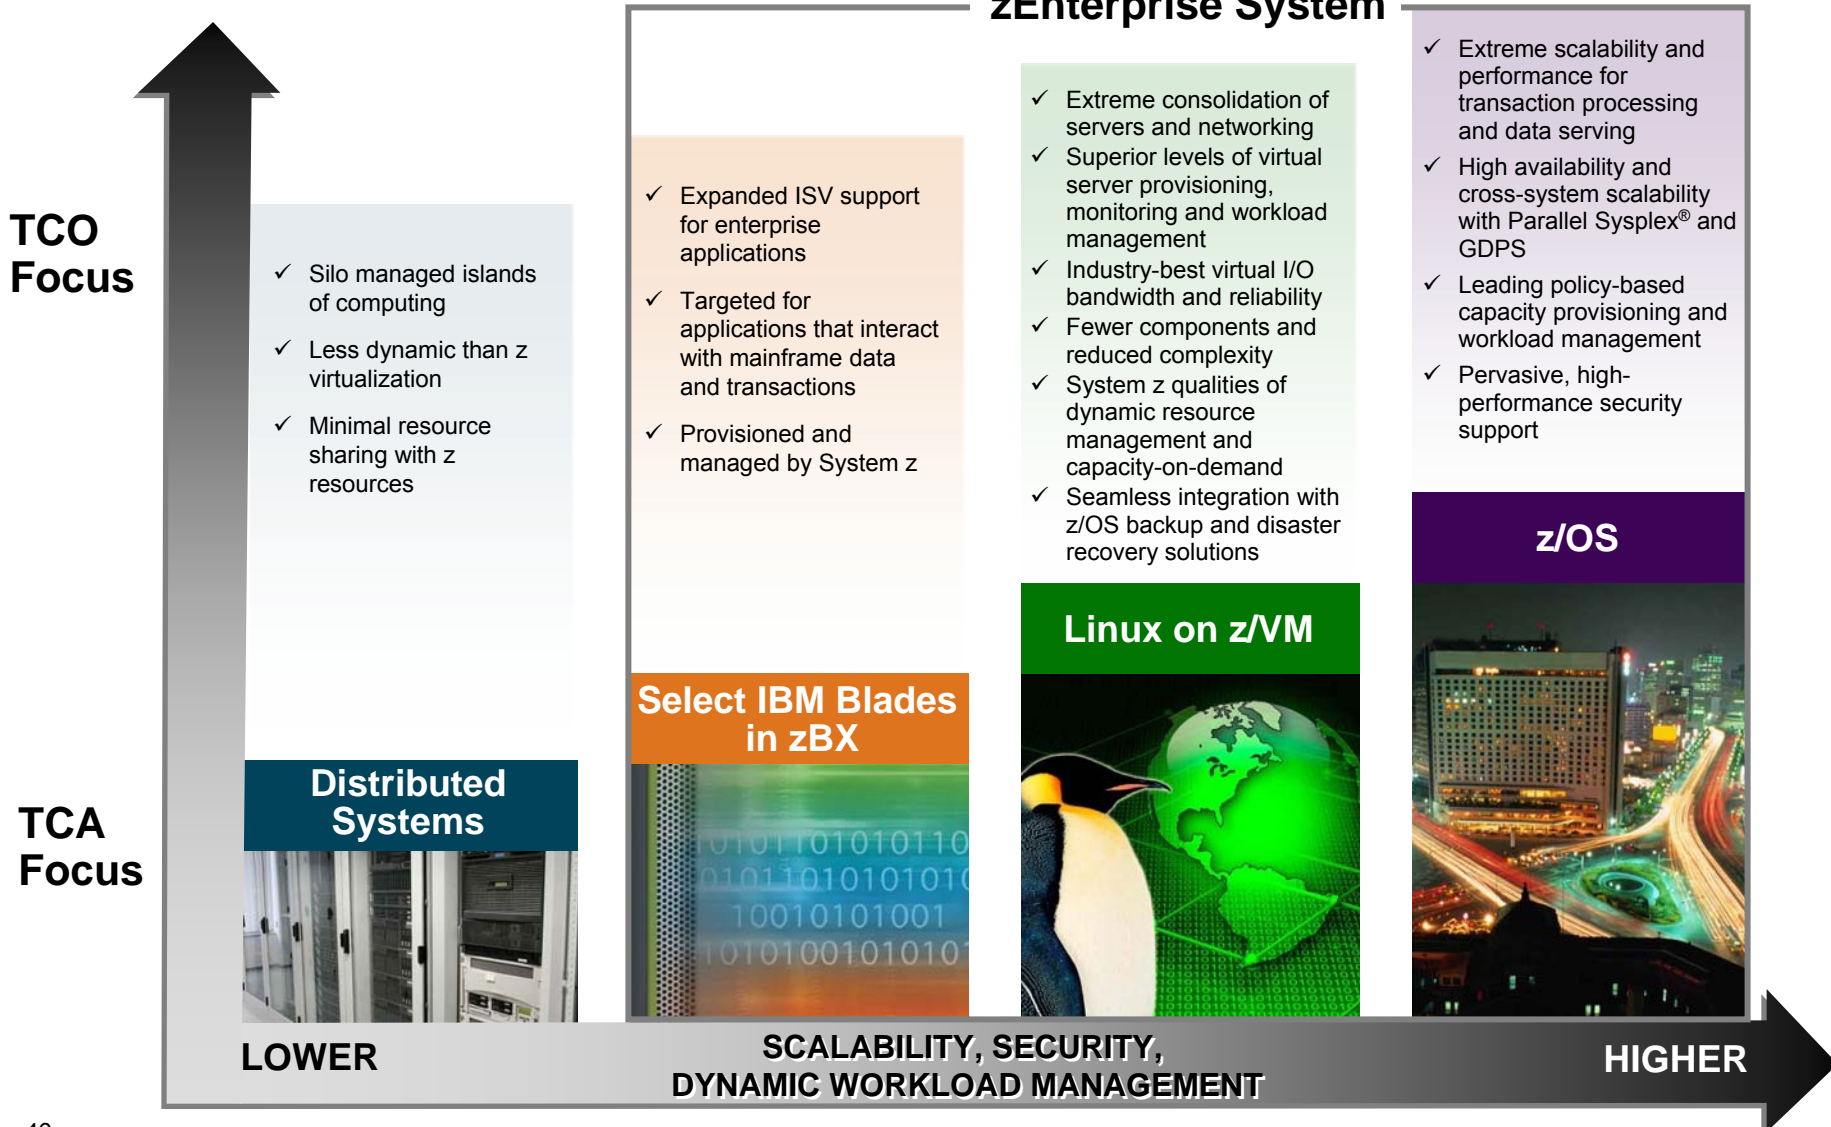 zEnterprise System
TCO
Focus
TCA
Focus
✓ Silo managed islands
of computing
✓ Less dynamic than z
virtualization
✓ Minimal resource
sharing with z
resources
Distributed
Systems
✓ Expanded ISV support
for enterprise
applications
✓ Targeted for
applications that interact
with mainframe data
and transactions
✓ Provisioned and
managed by System z
Select IBM Blades
in zBX
10101010
✓ Extreme consolidation of
servers and networking
✓ Superior levels of virtual
server provisioning,
monitoring and workload
management
✓ Industry-best virtual I/O
bandwidth and reliability
✓ Fewer components and
reduced complexity
✓ System z qualities of
dynamic resource
management and
capacity-on-demand
✓ Seamless integration with
z/OS backup and disaster
recovery solutions
Linux on z/VM
✓ Extreme scalability and
performance for
transaction processing
and data serving
✓ High availability and
cross-system scalability
with Parallel Sysplex® and
GDPS
✓ Leading policy-based
capacity provisioning and
workload management
✓ Pervasive, high-
performance security
support
z/OS
LOWER
SCALABILITY, SECURITY,
DYNAMIC WORKLOAD MANAGEMENT
HIGHER